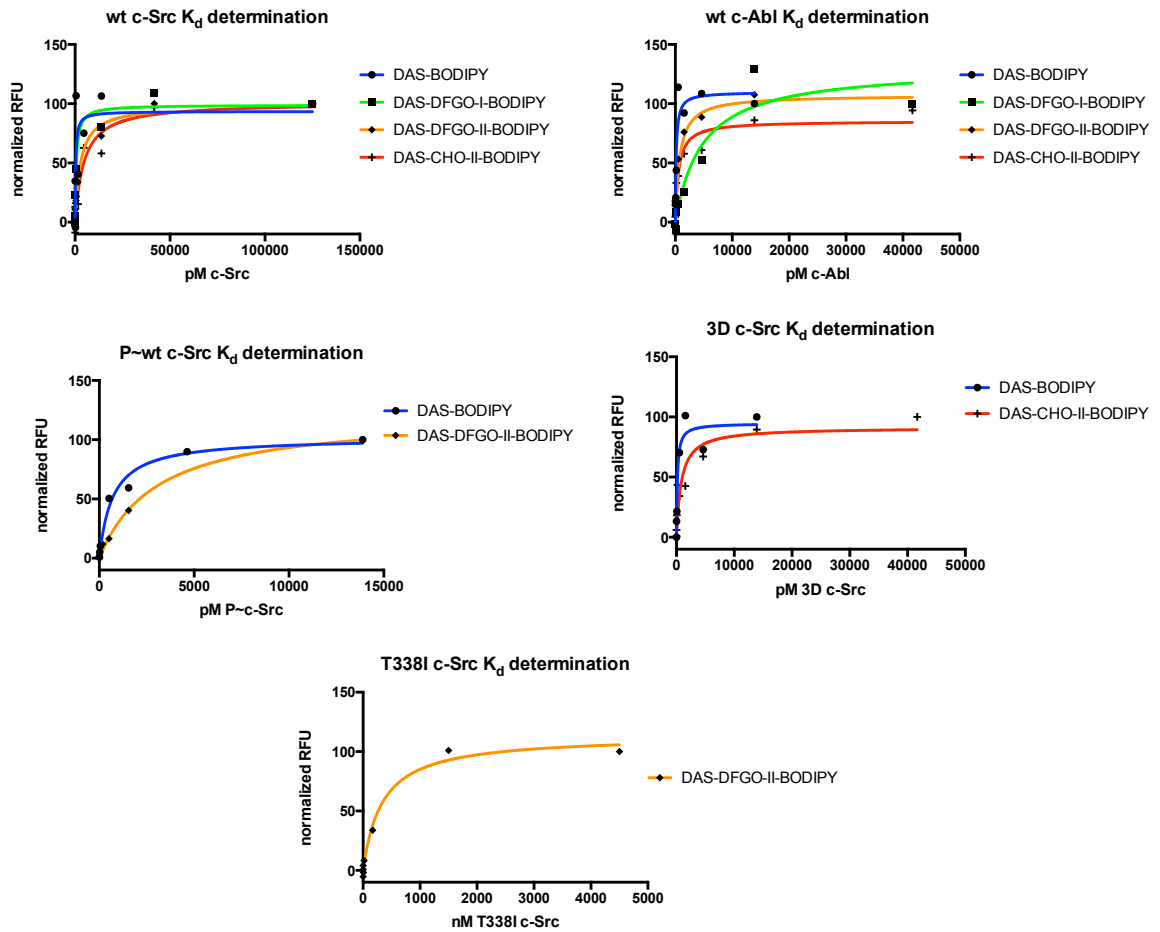 wt c-Src Kd determination
150
100
50
0
normalized RFU
0
50000
100000
150000
pM c-Src
DAS-BODIPY
DAS-DFGO-I-BODIPY
DAS-DFGO-II-BODIPY
DAS-CHO-II-BODIPY
wt c-Abl Kd determination
150
100
50
0
normalized RFU
0
10000
20000
30000
40000
50000
pM c-Abl
DAS-BODIPY
DAS-DFGO-I-BODIPY
DAS-DFGO-II-BODIPY
DAS-CHO-II-BODIPY
P~wt c-Src Kd determination
150
100
50
0
normalized RFU
0
5000
10000
15000
pM P~c-Src
DAS-BODIPY
DAS-DFGO-II-BODIPY
3D c-Src Kd determination
150
100
50
0
normalized RFU
0
10000
20000
30000
40000
50000
pM 3D c-Src
DAS-BODIPY
DAS-CHO-II-BODIPY
T338I c-Src Kd determination
150
100
50
0
normalized RFU
0
1000
2000
3000
4000
5000
nM T338I c-Src
DAS-DFGO-II-BODIPY